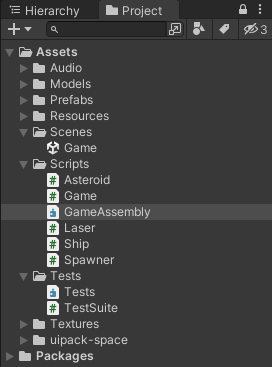 Hierarchy Project
3
Assets
Audio
Models
Prefabs
Resources
Scenes
Game
Scripts
Asteroid
Game
GameAssembly
Laser
Ship
Spawner
Tests
Tests
TestSuite
Textures
uipack-space
Packages